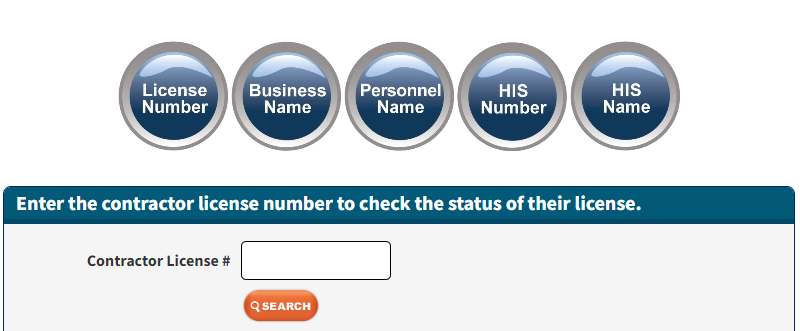 License Number
Business Name
Personnel Name
HIS Number
HIS Name
Enter the contractor license number to check the status of their license.
Contractor License #
SEARCH